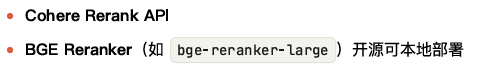 Cohere Rerank API
BGE Reranker（如 bge-reranker-large）开源可本地部署